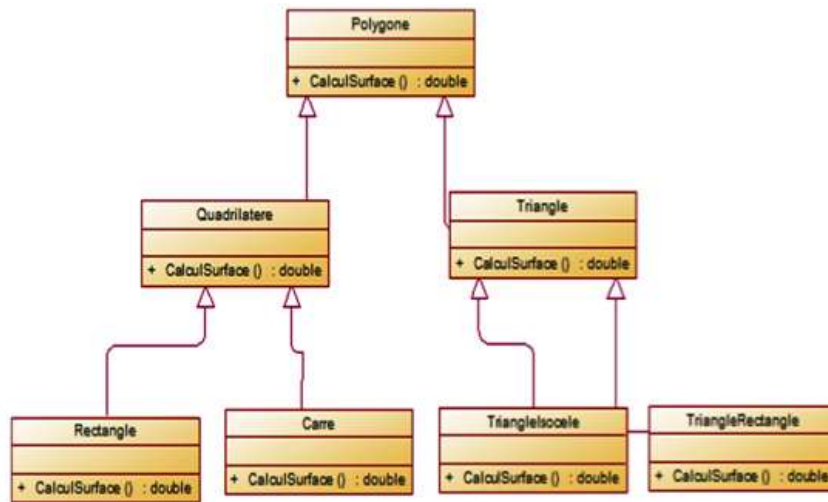 Polygone
+ CalculSurface () : double
Quadrilatere
+ CalculSurface () : double
Triangle
+ CalculSurface () : double
Rectangle
+ CalculSurface () : double
Carre
+ CalculSurface () : double
TriangleIsocele
+ CalculSurface () : double
TriangleRectangle
+ CalculSurface () : double